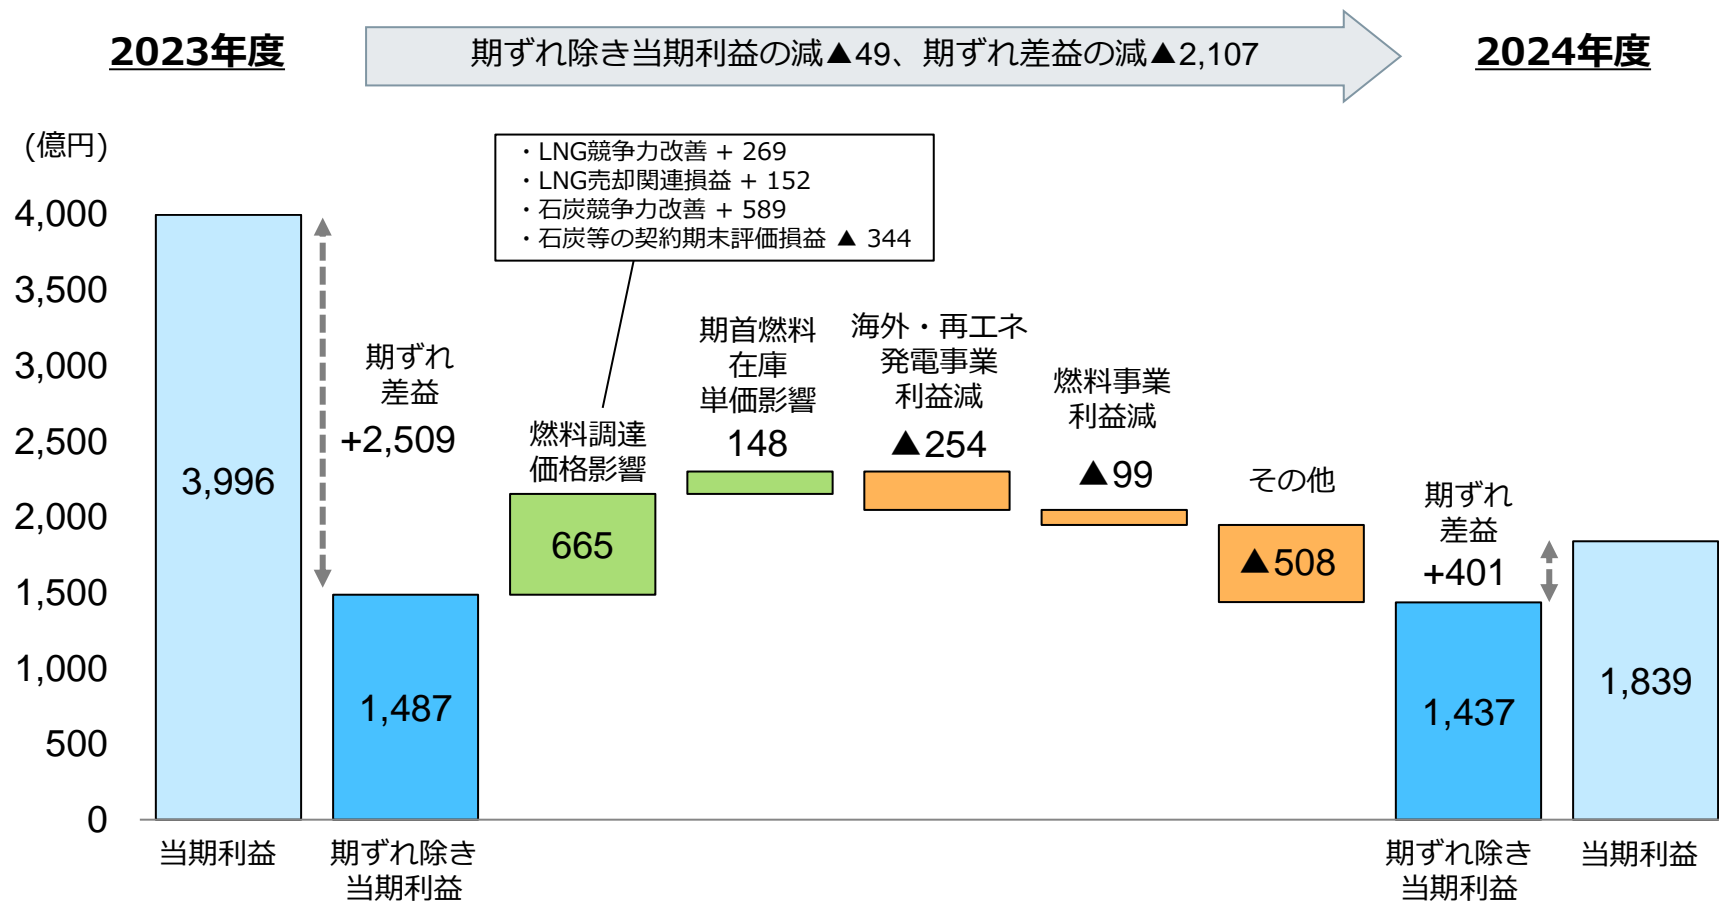 2023年度
期ずれ除き当期利益の減▲49、期ずれ差益の減▲2,107
2024年度
(億円)
・LNG競争力改善 + 269
・LNG売却関連損益 + 152
・石炭競争力改善 + 589
・石炭等の契約期末評価損益 ▲ 344
4,000
3,500
3,000
2,500
2,000
1,500
1,000
500
0
3,996
当期利益
期ずれ
差益
+2,509
1,487
期ずれ除き
当期利益
燃料調達
価格影響
665
期首燃料
在庫
単価影響
148
海外・再エネ
発電事業
利益減
▲254
燃料事業
利益減
▲99
その他
▲508
期ずれ
差益
+401
1,437
期ずれ除き
当期利益
1,839
当期利益